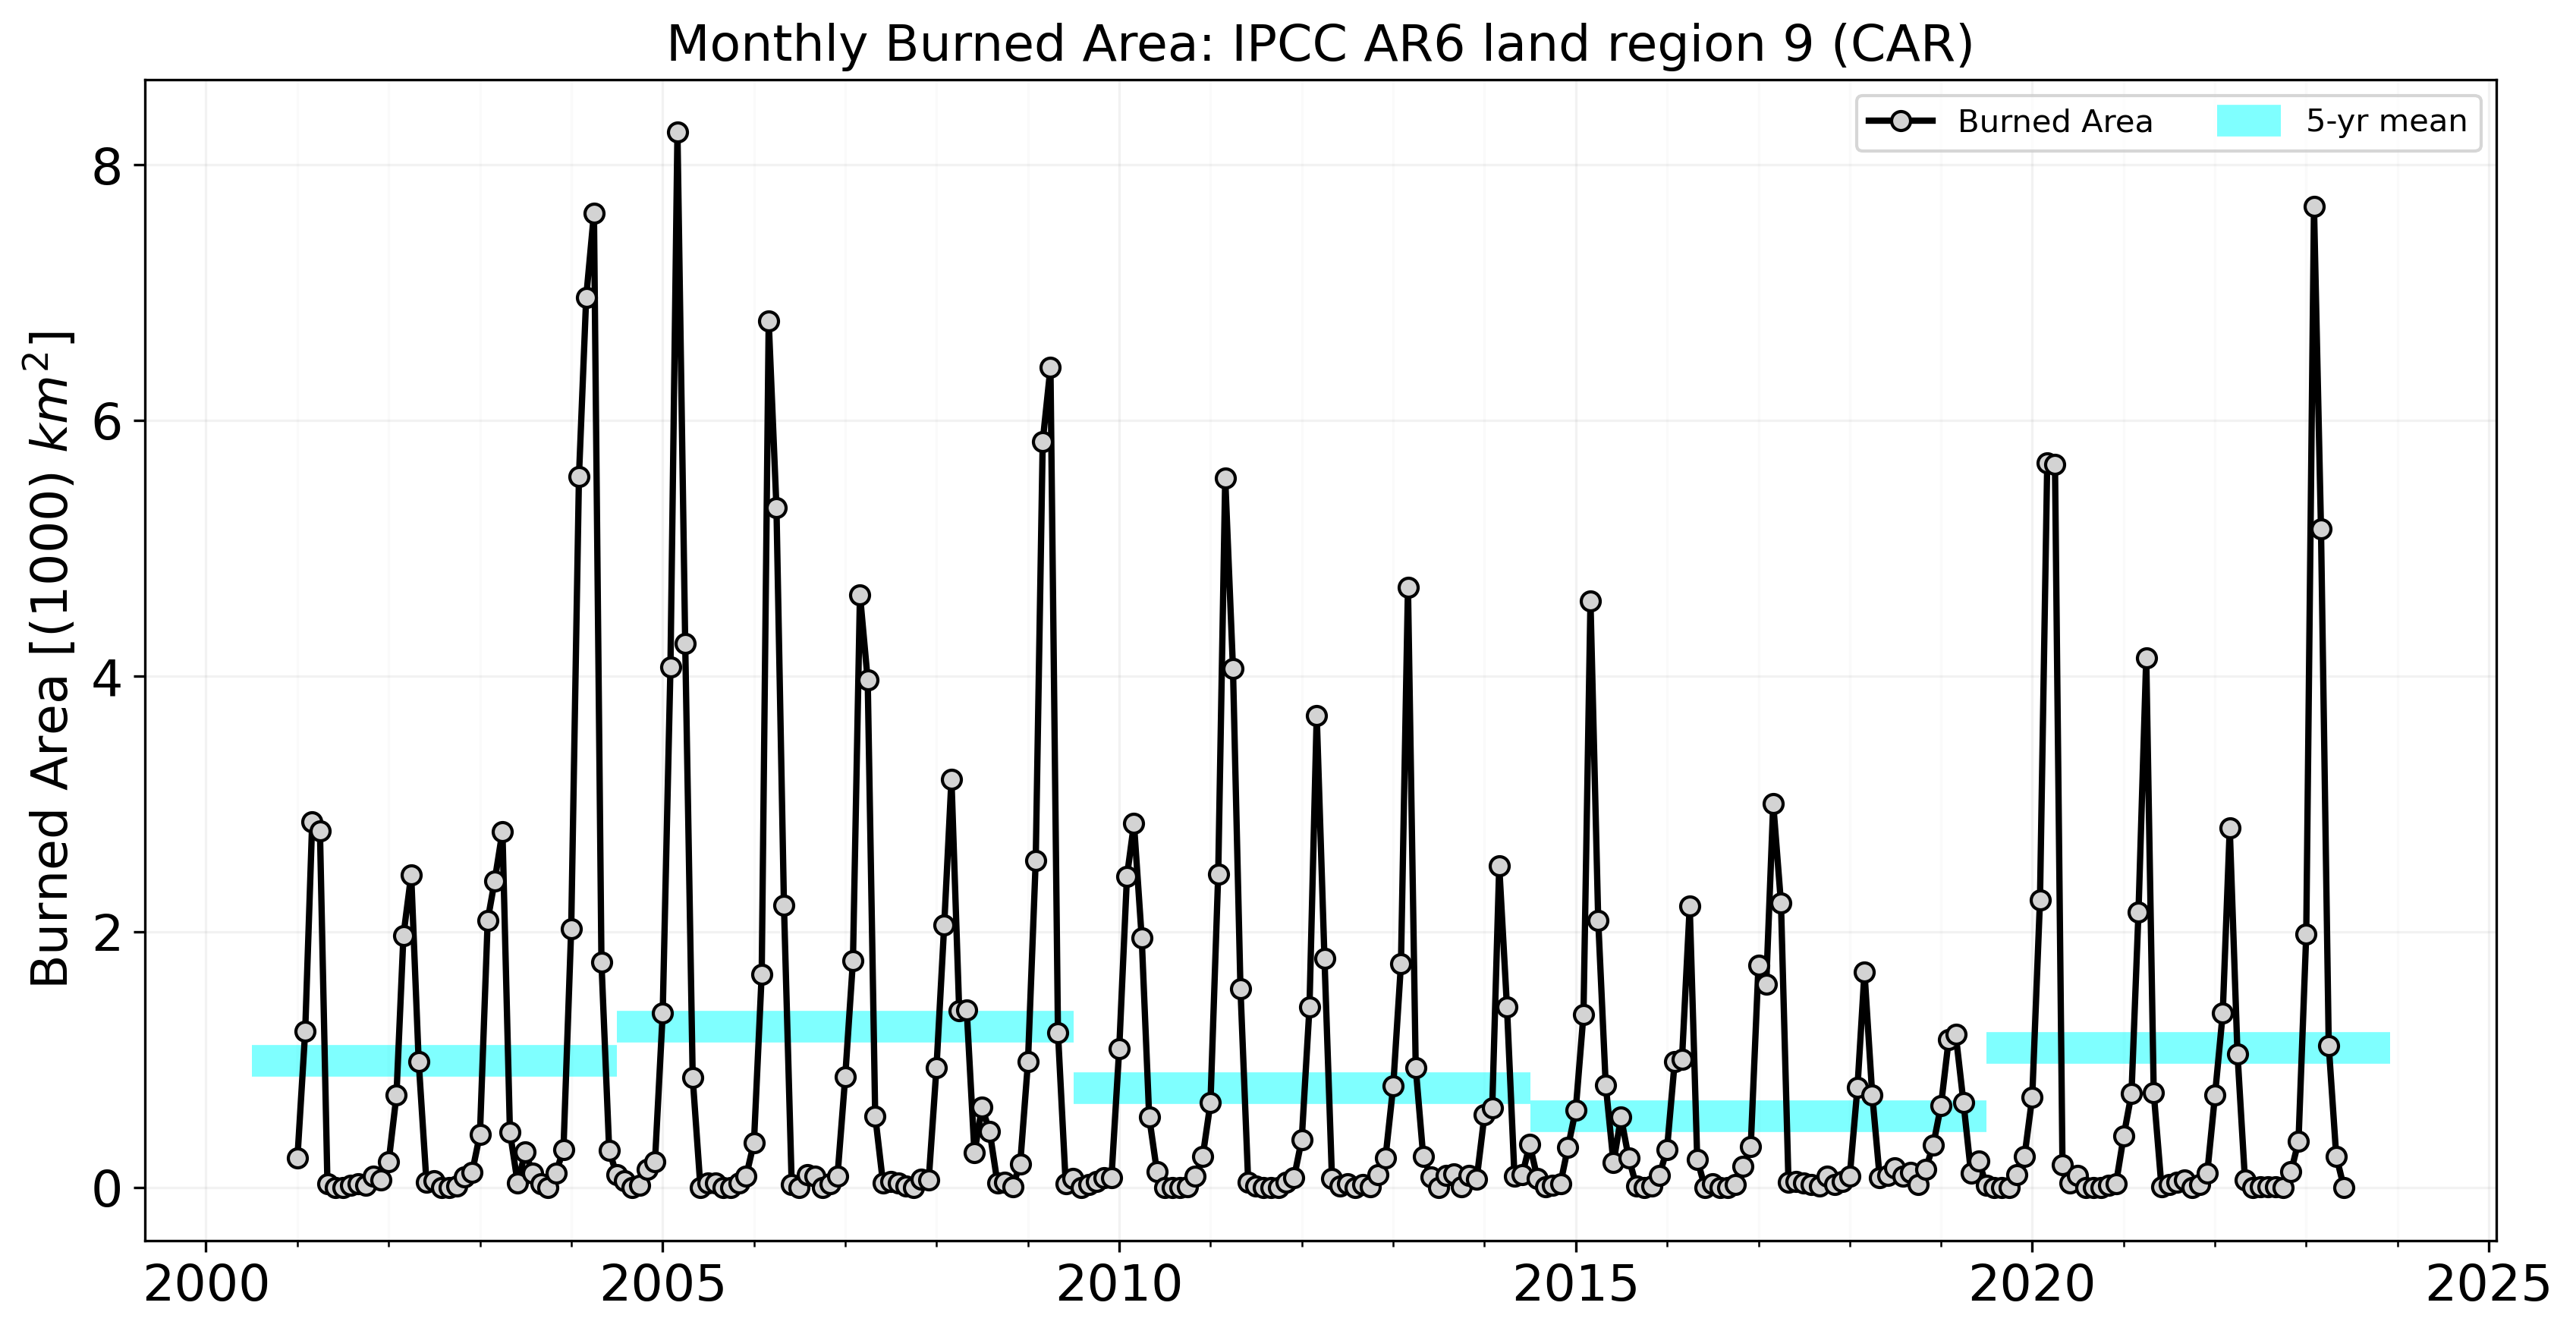 Monthly Burned Area: IPCC AR6 land region 9 (CAR)
Burned Area
5-yr mean
Burned Area [(1000) km²]
8
6
4
2
0
2000
2005
2010
2015
2020
2025